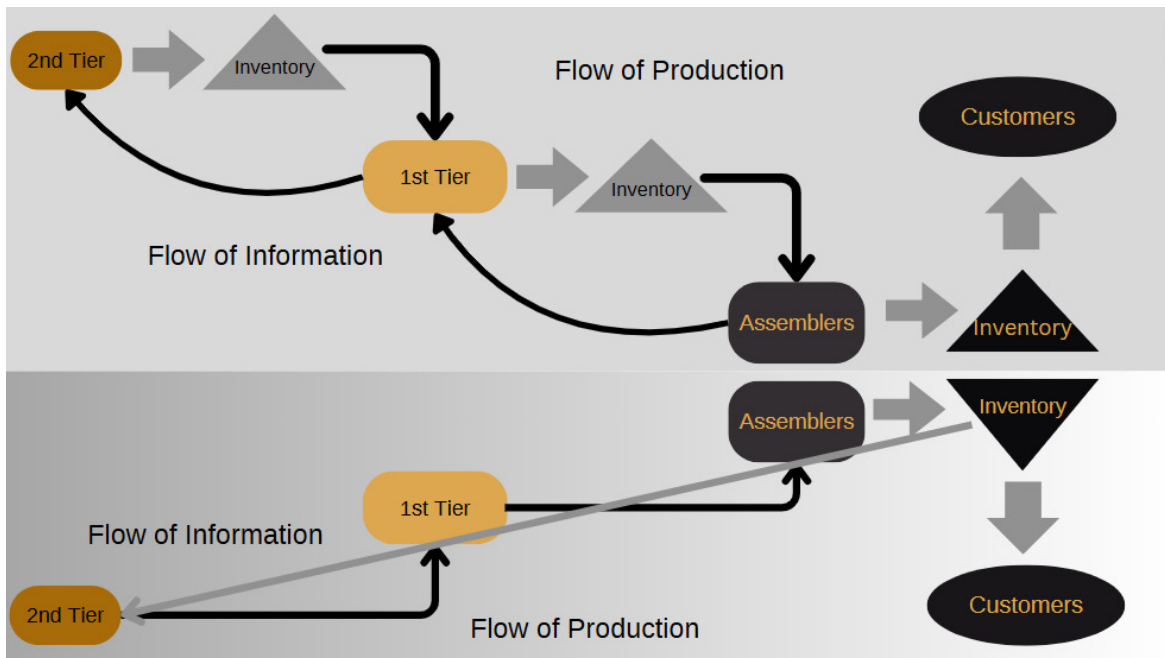 2nd Tier
Inventory
Flow of Production
Customers
1st Tier
Inventory
Flow of Information
Assemblers
Inventory
Assemblers
Inventory
1st Tier
Flow of Information
2nd Tier
Customers
Flow of Production